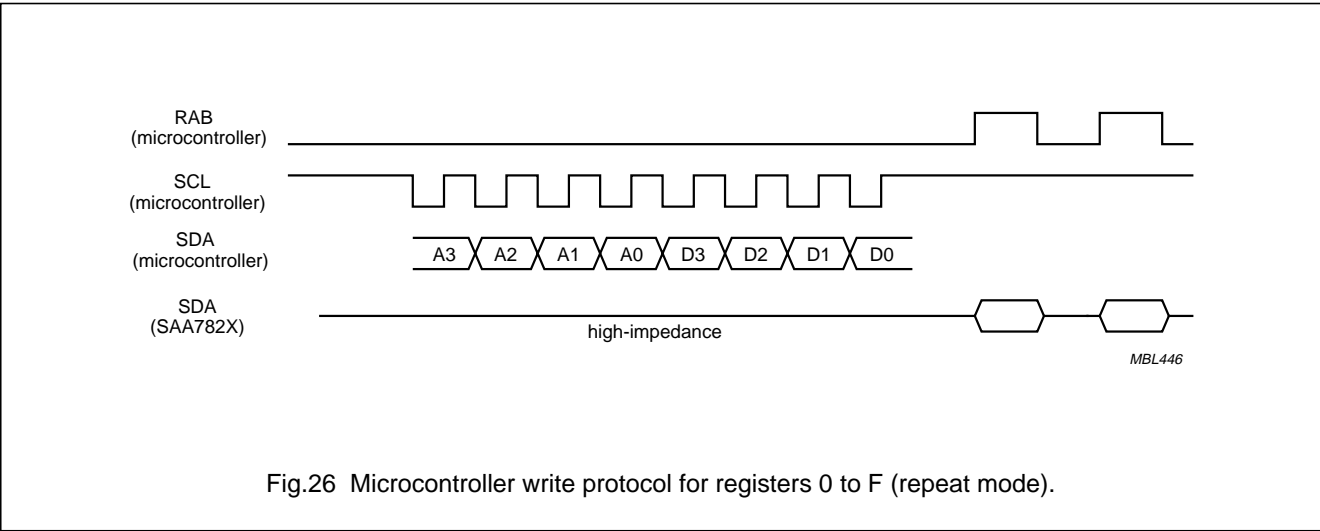 RAB
(microcontroller)
SCL
(microcontroller)
SDA
(microcontroller)
A3 A2 A1 A0 D3 D2 D1 D0
SDA
(SAA782X)
high-impedance
MBL446
Fig.26 Microcontroller write protocol for registers 0 to F (repeat mode).